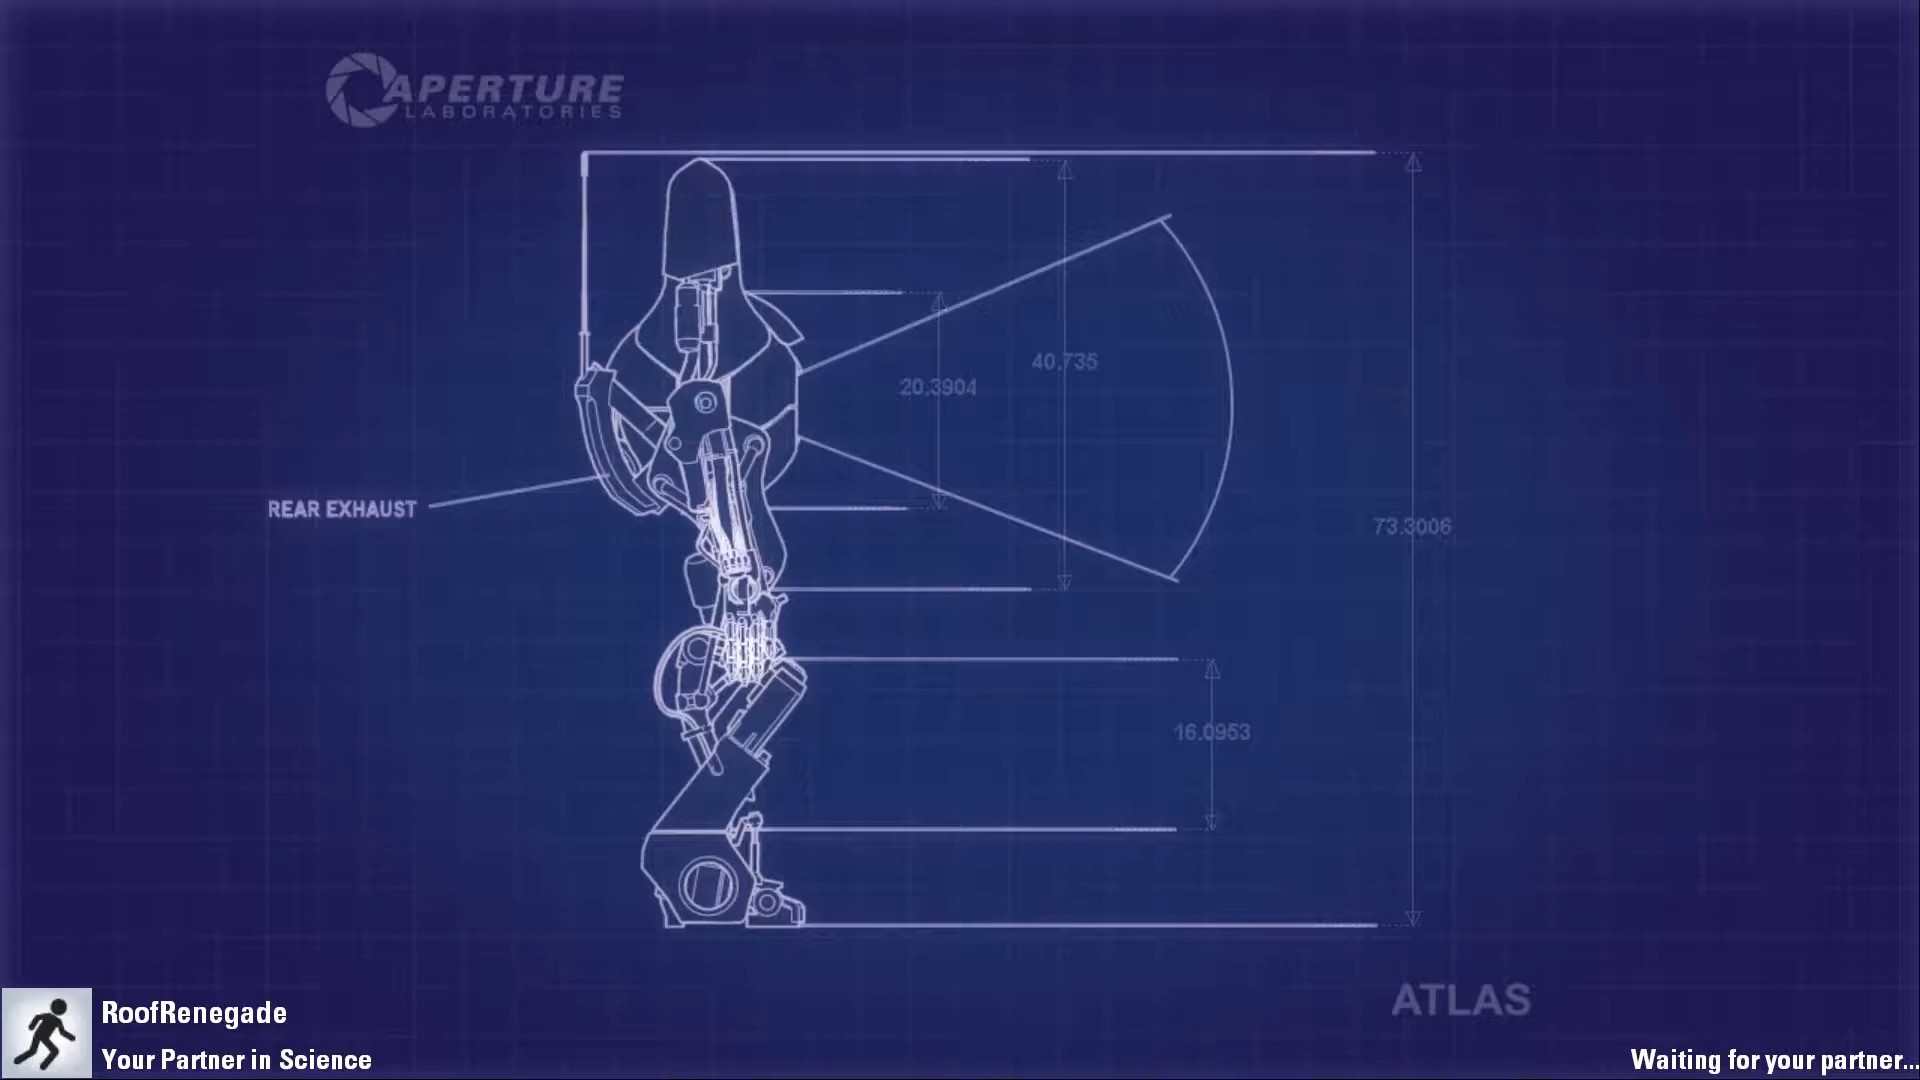 APERTURE
LABORATORIES
40.735
20.3904
REAR EXHAUST
73.3006
16.0953
ATLAS
RoofRenegade
Your Partner in Science
Waiting for your partner...